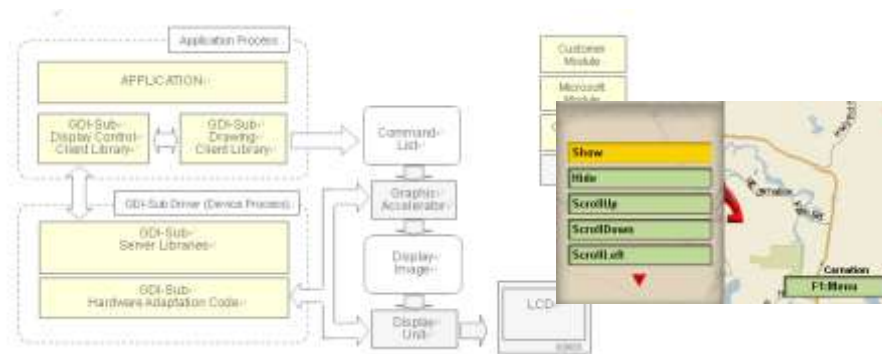 Application Process
APPLICATION
GDI-Sub
Display Control
Client Library
GDI-Sub
Drawing
Client Library
Command
List
GDI-Sub Driver (Device Process)
GDI-Sub
Server Libraries
GDI-Sub
Hardware Adaptation Code
Graphic
Accelerator
Display
Image
Display
Unit
LCD
Customer
Module
Microsoft
Module
Show
Hide
ScrollUp
ScrollDown
ScrollLeft
Carnation
Carnation
F1:Menu